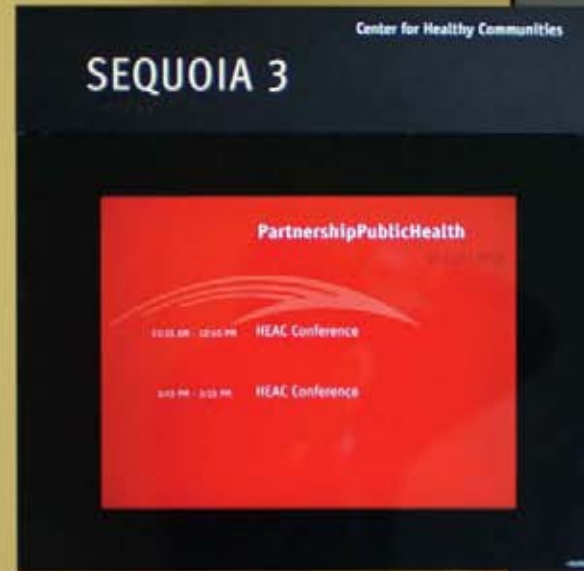 Center for Healthy Communities
SEQUOIA 3
PartnershipPublicHealth
HEAC Conference
HEAC Conference